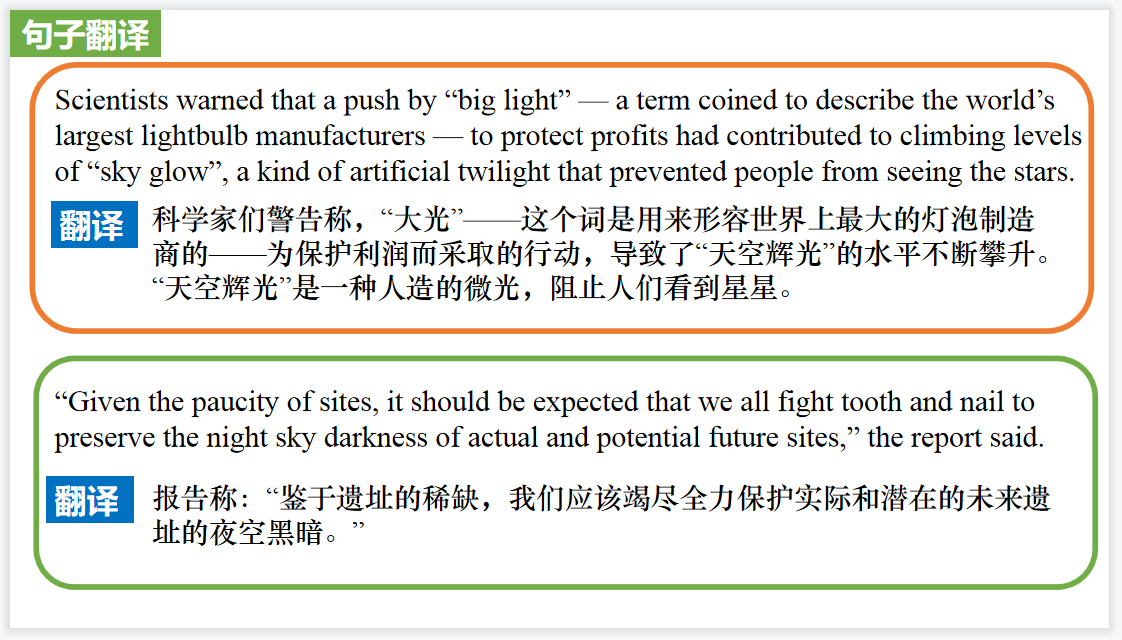 句子翻译
Scientists warned that a push by “big light” — a term coined to describe the world’s
largest lightbulb manufacturers — to protect profits had contributed to climbing levels
of “sky glow”, a kind of artificial twilight that prevented people from seeing the stars.
翻译
科学家们警告称，“大光”——这个词是用来形容世界上最大的灯泡制造
商的——为保护利润而采取的行动，导致了“天空辉光”的水平不断攀升。
“天空辉光”是一种人造的微光，阻止人们看到星星。
“Given the paucity of sites, it should be expected that we all fight tooth and nail to
preserve the night sky darkness of actual and potential future sites,” the report said.
翻译
报告称：“鉴于遗址的稀缺，我们应该竭尽全力保护实际和潜在的未来遗
址的夜空黑暗。”